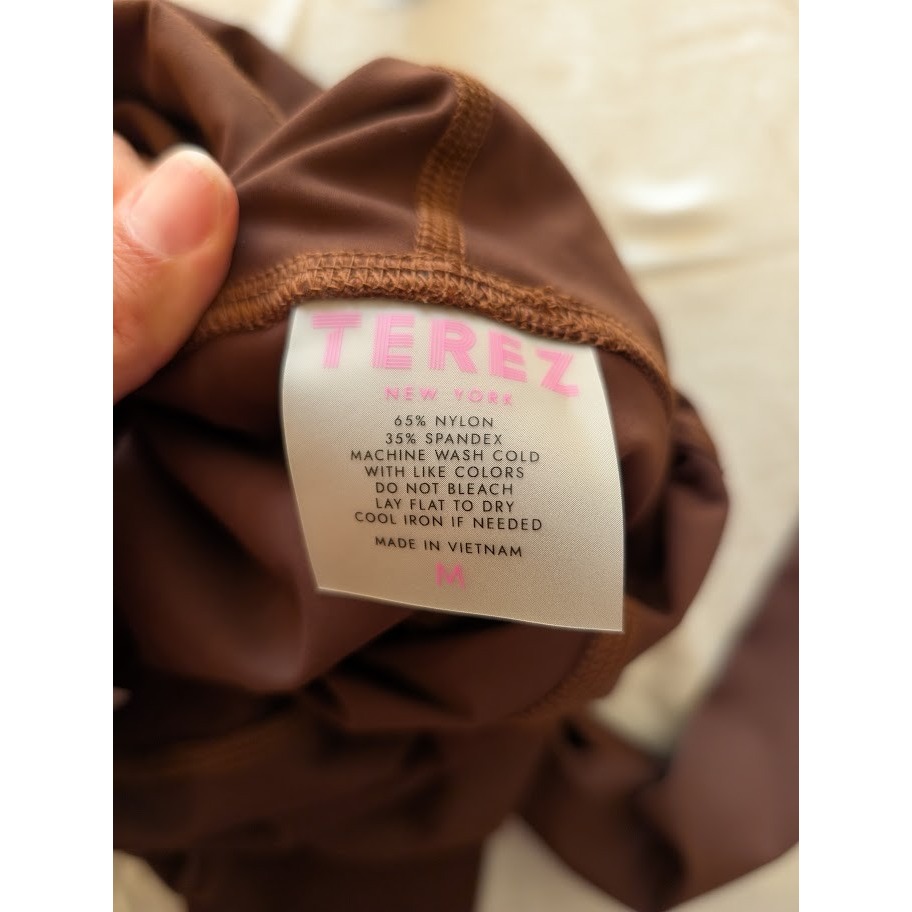 TEREZ
NEW YORK
65% NYLON
35% SPANDEX
MACHINE WASH COLD
WITH LIKE COLORS
DO NOT BLEACH
LAY FLAT TO DRY
COOL IRON IF NEEDED
MADE IN VIETNAM
M